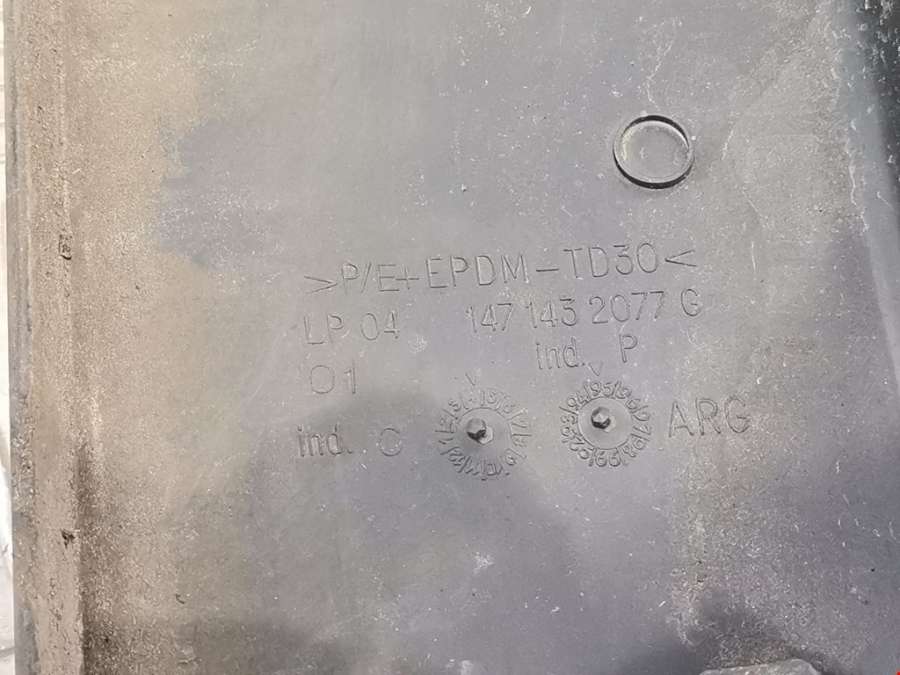 >P/E+EPDM-TD30<
LP 04 147 143 2077 G
01 ind. P
ind. C ARG